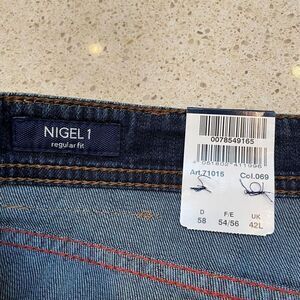 NIGEL 1
regular fit
0078549165
Art.71015 Col.069
D F/E UK
58 54/56 42L